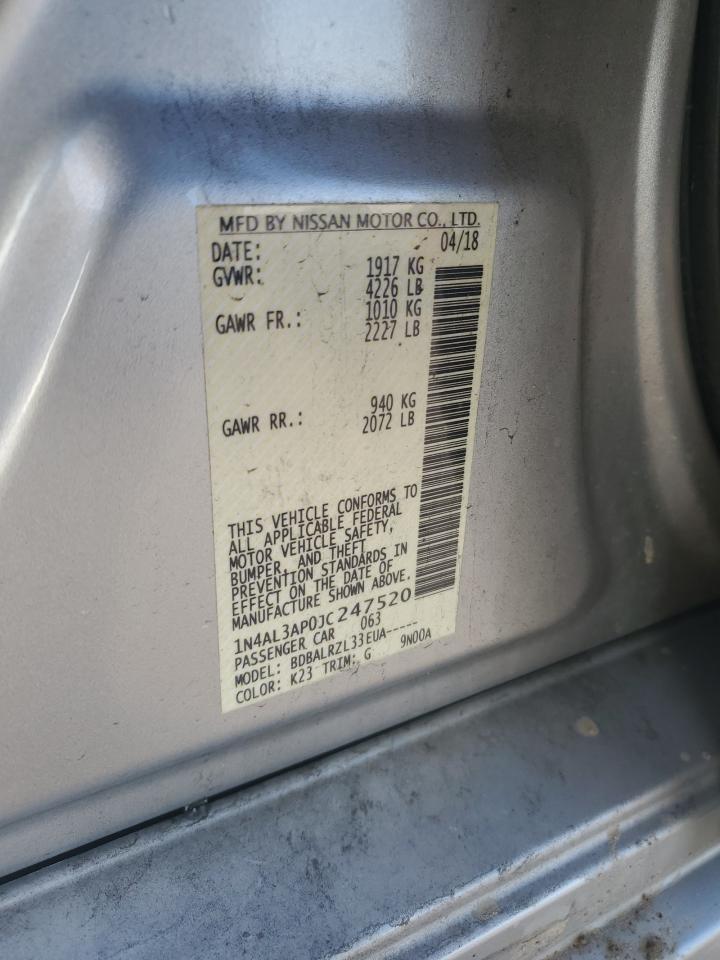 MFD BY NISSAN MOTOR CO., LTD.
DATE: 04/18
GVWR: 1917 KG
4226 LB
GAWR FR.: 1010 KG
2227 LB
GAWR RR.: 940 KG
2072 LB
THIS VEHICLE CONFORMS TO
ALL APPLICABLE FEDERAL
MOTOR VEHICLE SAFETY,
BUMPER, AND THEFT
PREVENTION STANDARDS IN
EFFECT ON THE DATE OF
MANUFACTURE SHOWN ABOVE.
1N4AL3AP0JC247520
PASSENGER CAR 063
MODEL: BDBALRZL33EUA-----
COLOR: K23 TRIM: G 9N00A